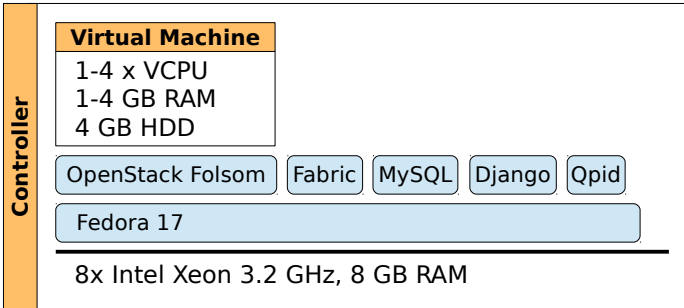 Controller
Virtual Machine
1-4 x VCPU
1-4 GB RAM
4 GB HDD
OpenStack Folsom
Fabric
MySQL
Django
Qpid
Fedora 17
8x Intel Xeon 3.2 GHz, 8 GB RAM